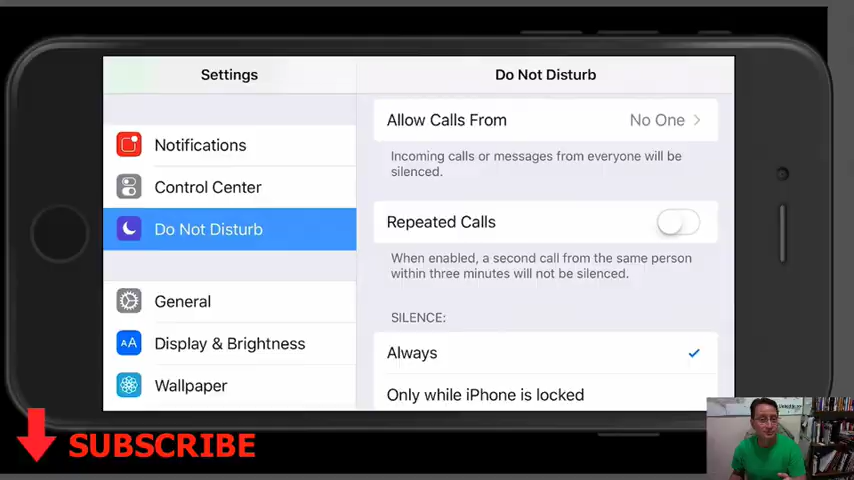 Settings
Do Not Disturb
Notifications
Control Center
Do Not Disturb
General
Display & Brightness
AA
Wallpaper
Allow Calls From
No One
Incoming calls or messages from everyone will be
silenced.
Repeated Calls
When enabled, a second call from the same person
within three minutes will not be silenced.
SILENCE:
Always
Only while iPhone is locked
SUBSCRIBE